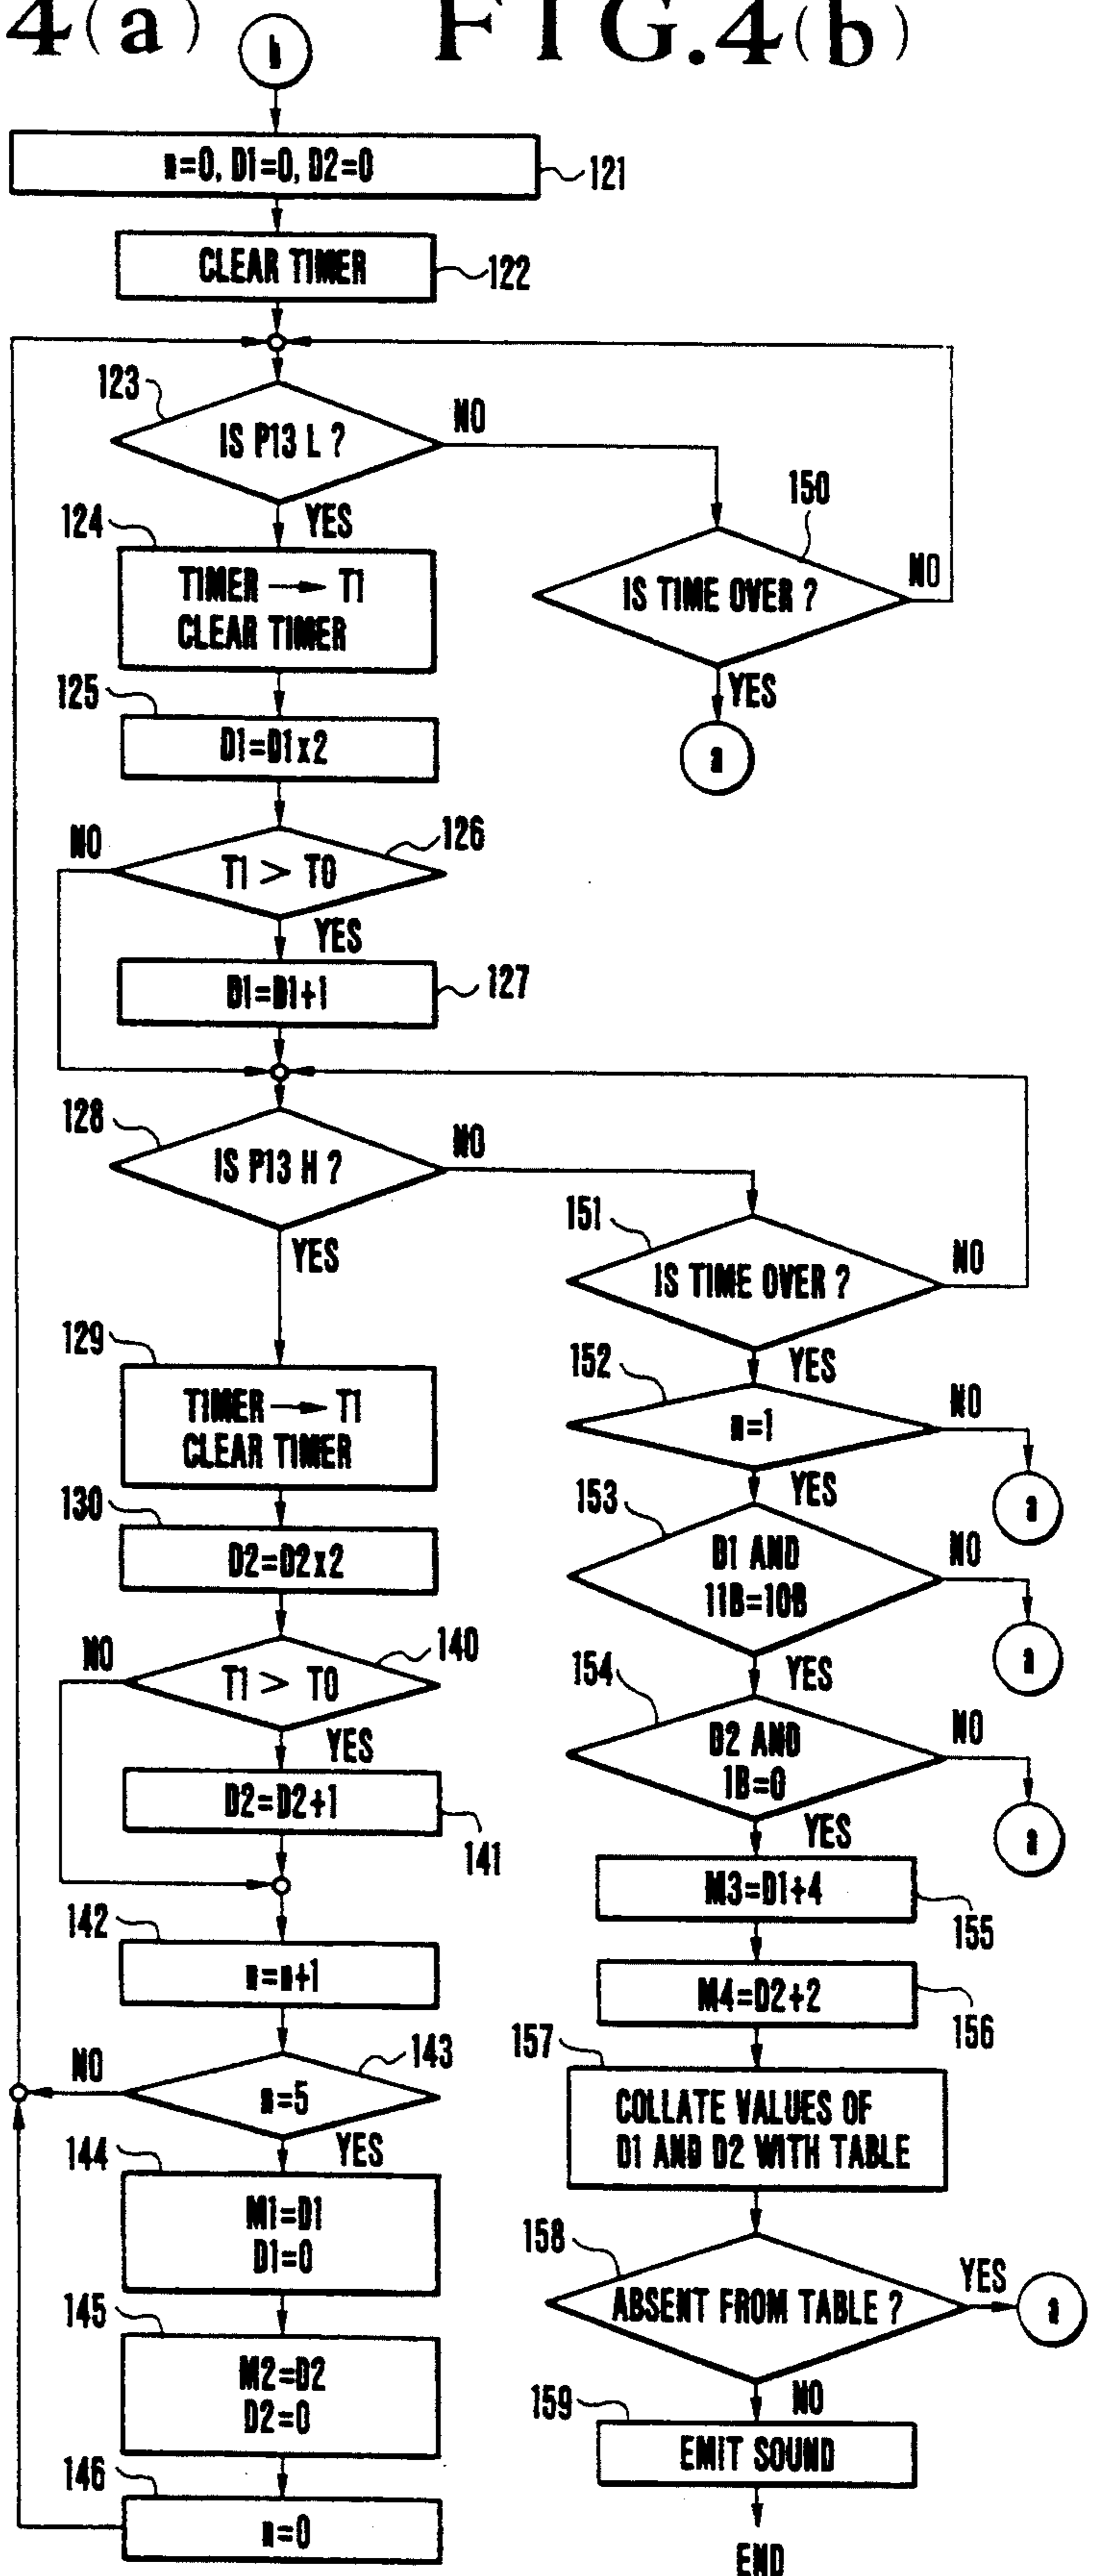 4(a)
FIG.4(b)
b
n=0, D1=0, D2=0
121
CLEAR TIMER
122
123
IS P13 L ?
NO
YES
150
IS TIME OVER ?
NO
YES
a
124
TIMER → T1
CLEAR TIMER
125
D1=D1x2
126
T1 > T0
NO
YES
D1=D1+1
127
128
IS P13 H ?
NO
YES
151
IS TIME OVER ?
NO
YES
129
TIMER → T1
CLEAR TIMER
130
D2=D2x2
140
T1 > T0
NO
YES
D2=D2+1
141
142
n=n+1
143
n=5
NO
YES
144
M1=D1
D1=0
145
M2=D2
D2=0
146
n=0
152
n=1
NO
a
YES
153
D1 AND
11B=10B
NO
a
YES
154
D2 AND
1B=0
NO
a
YES
M3=D1+4
155
M4=D2+2
156
157
COLLATE VALUES OF
D1 AND D2 WITH TABLE
158
ABSENT FROM TABLE ?
YES
a
NO
159
EMIT SOUND
END